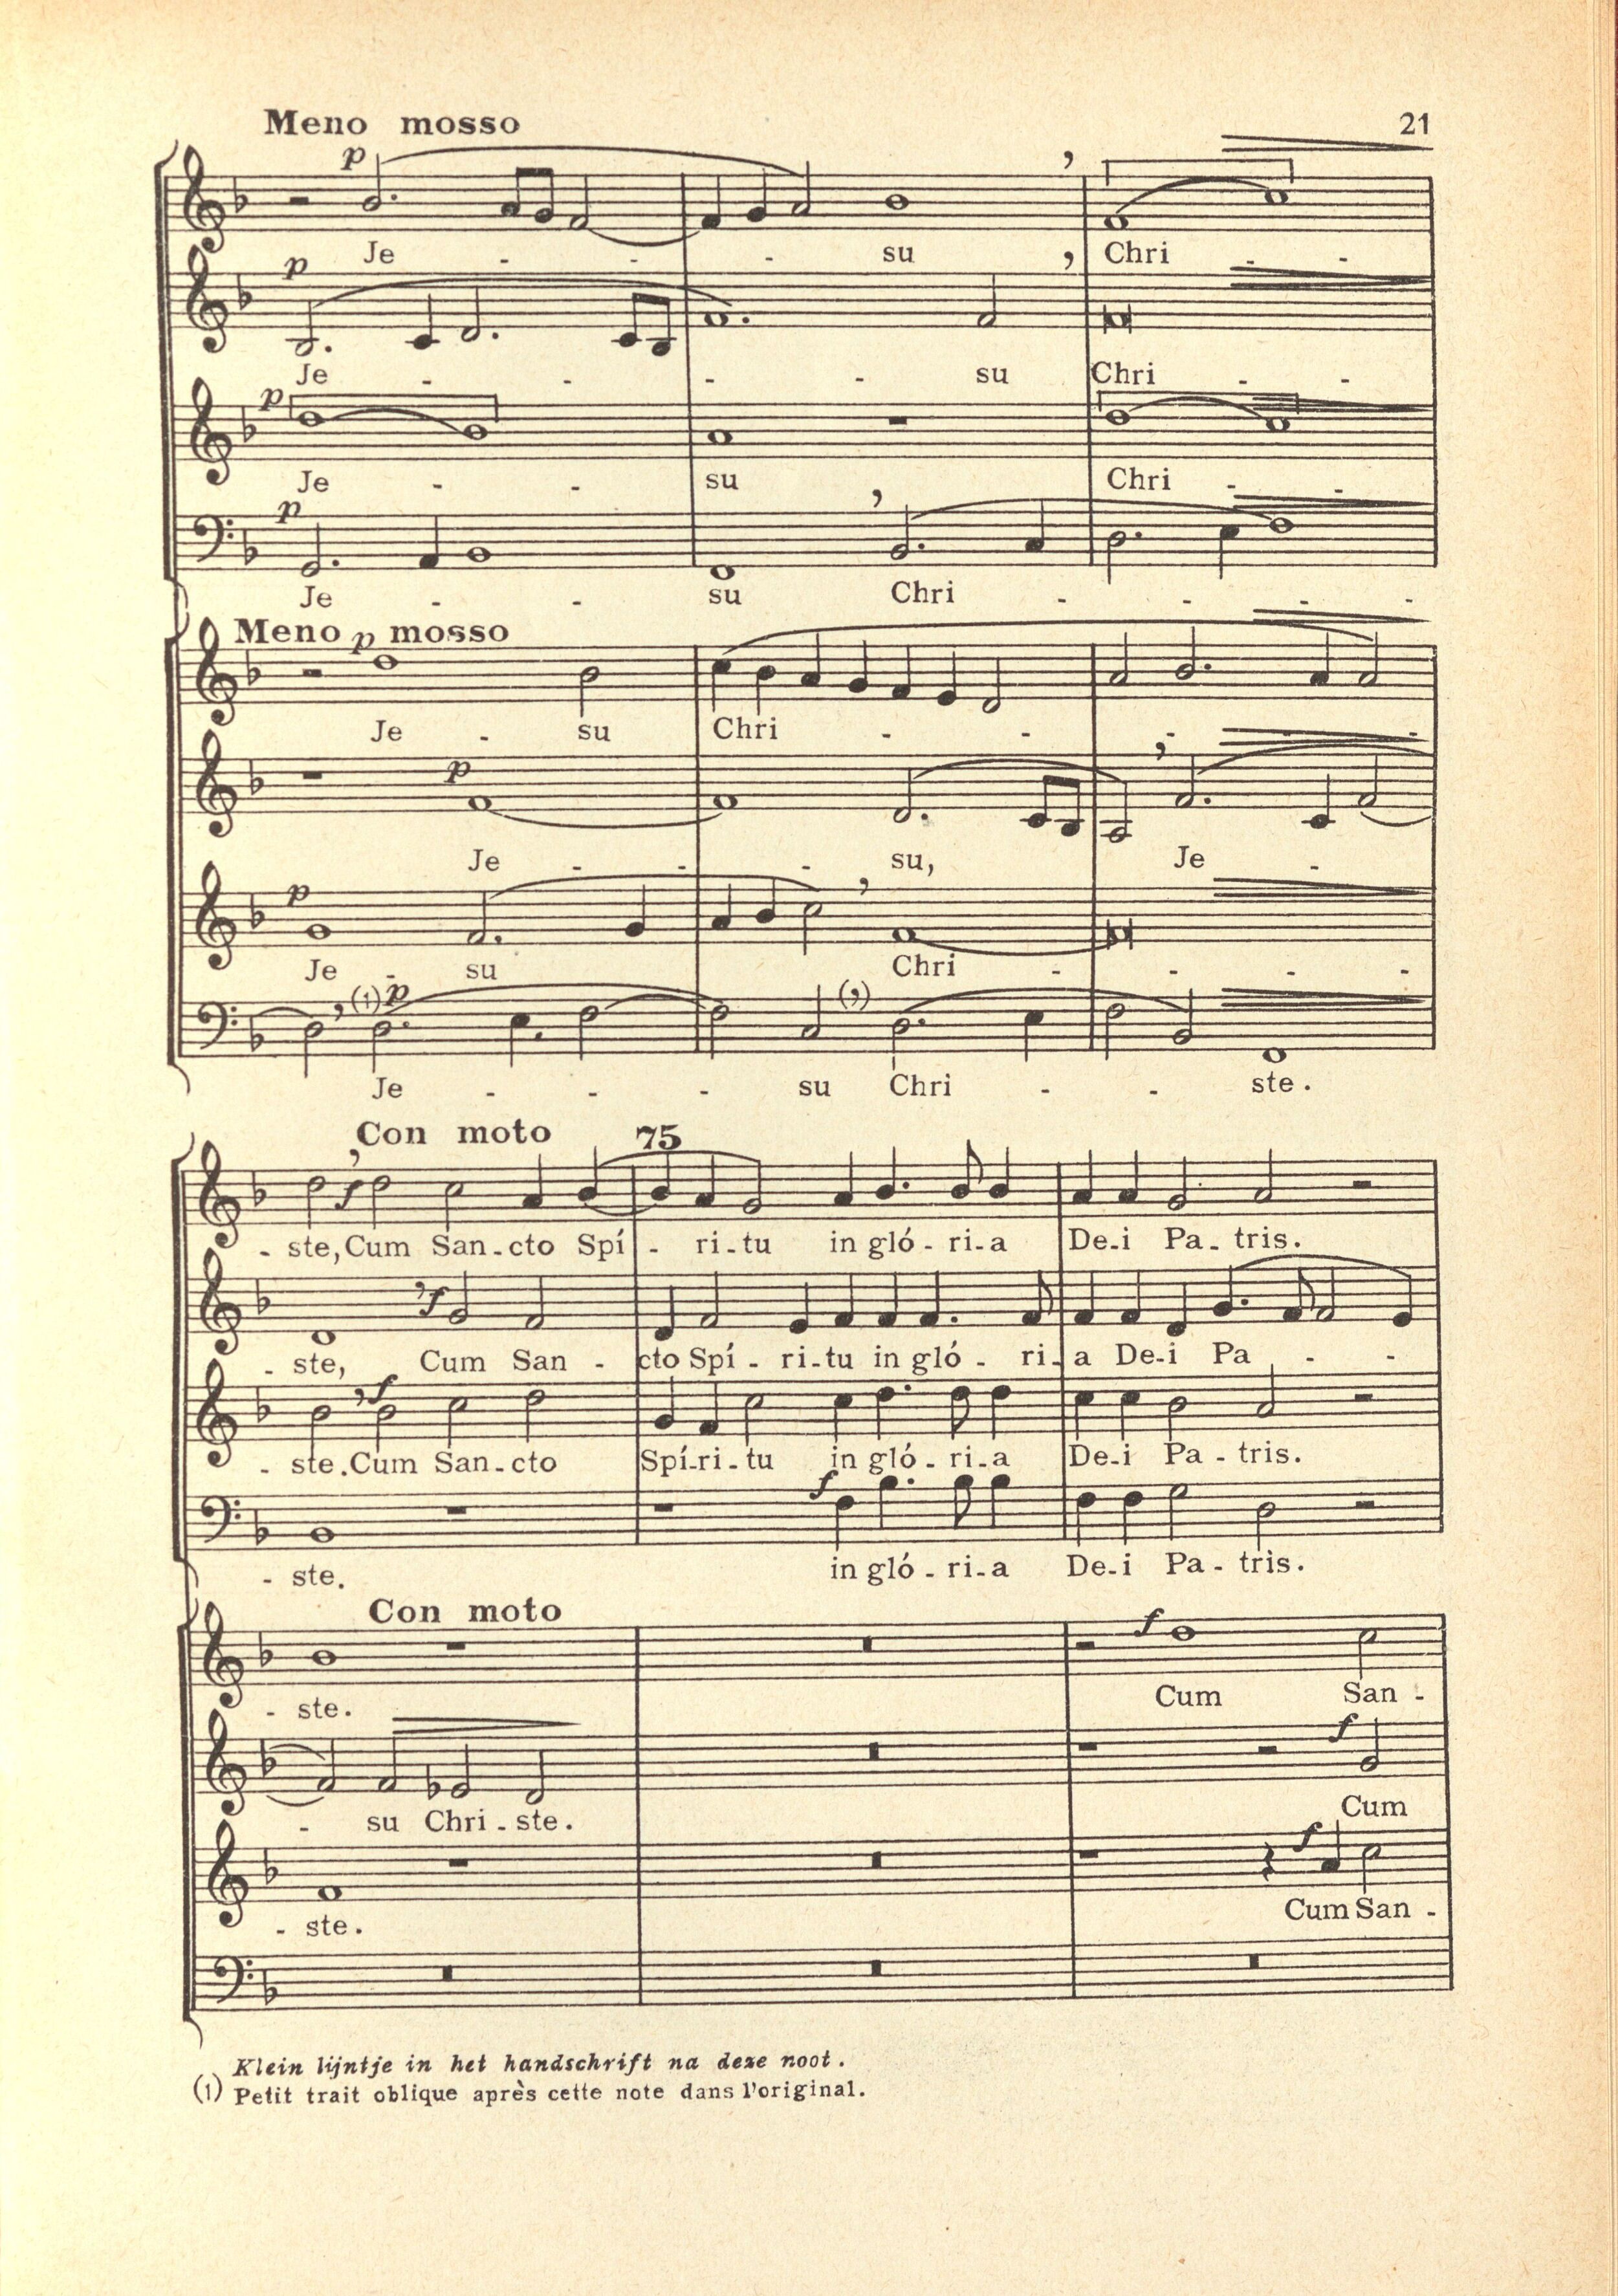 Meno mosso
21
p
Je - - - su Chri - -
p
Je - - - - su Chri - -
p
Je - - su Chri - -
p
Je - - su Chri - - - -
Meno p mosso
Je - su Chri - - - - -
p
Je - - - su, Je -
p
Je - su Chri - - - -
(1) p
Je - - - su Chri - - ste.
Con moto 75
f
- ste, Cum San - cto Spí - ri - tu in gló - ri - a De - i Pa - tris.
f
- ste, Cum San - cto Spí - ri - tu in gló - ri - a De - i Pa - -
f
- ste. Cum San - cto Spí - ri - tu in gló - ri - a De - i Pa - tris.
f
- ste. in gló - ri - a De - i Pa - tris.
Con moto
f
- ste. Cum San -
f
- su Chri - ste. Cum
f
- ste. Cum San -
Klein lijntje in het handschrift na deze noot.
(1) Petit trait oblique après cette note dans l'original.